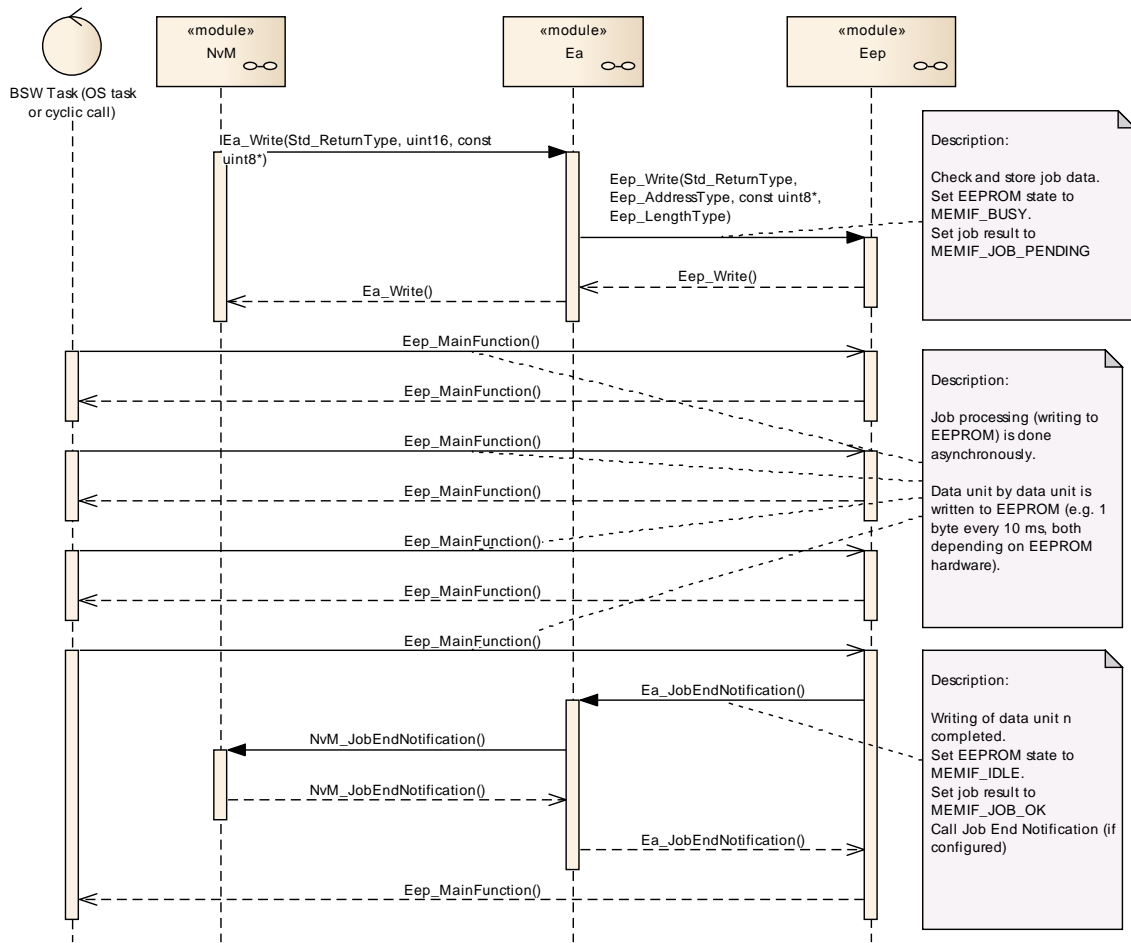 «module»
NvM
«module»
Ea
«module»
Eep
BSW Task (OS task
or cyclic call)
Ea_Write(Std_ReturnType, uint16, const
uint8*)
Eep_Write(Std_ReturnType,
Eep_AddressType, const uint8*,
Eep_LengthType)
Description:
Check and store job data.
Set EEPROM state to
MEMIF_BUSY.
Set job result to
MEMIF_JOB_PENDING
Eep_Write()
Ea_Write()
Eep_MainFunction()
Eep_MainFunction()
Eep_MainFunction()
Eep_MainFunction()
Eep_MainFunction()
Eep_MainFunction()
Description:
Job processing (writing to
EEPROM) is done
asynchronously.
Data unit by data unit is
written to EEPROM (e.g. 1
byte every 10 ms, both
depending on EEPROM
hardware).
Eep_MainFunction()
Ea_JobEndNotification()
NvM_JobEndNotification()
NvM_JobEndNotification()
Ea_JobEndNotification()
Eep_MainFunction()
Description:
Writing of data unit n
completed.
Set EEPROM state to
MEMIF_IDLE.
Set job result to
MEMIF_JOB_OK
Call Job End Notification (if
configured)